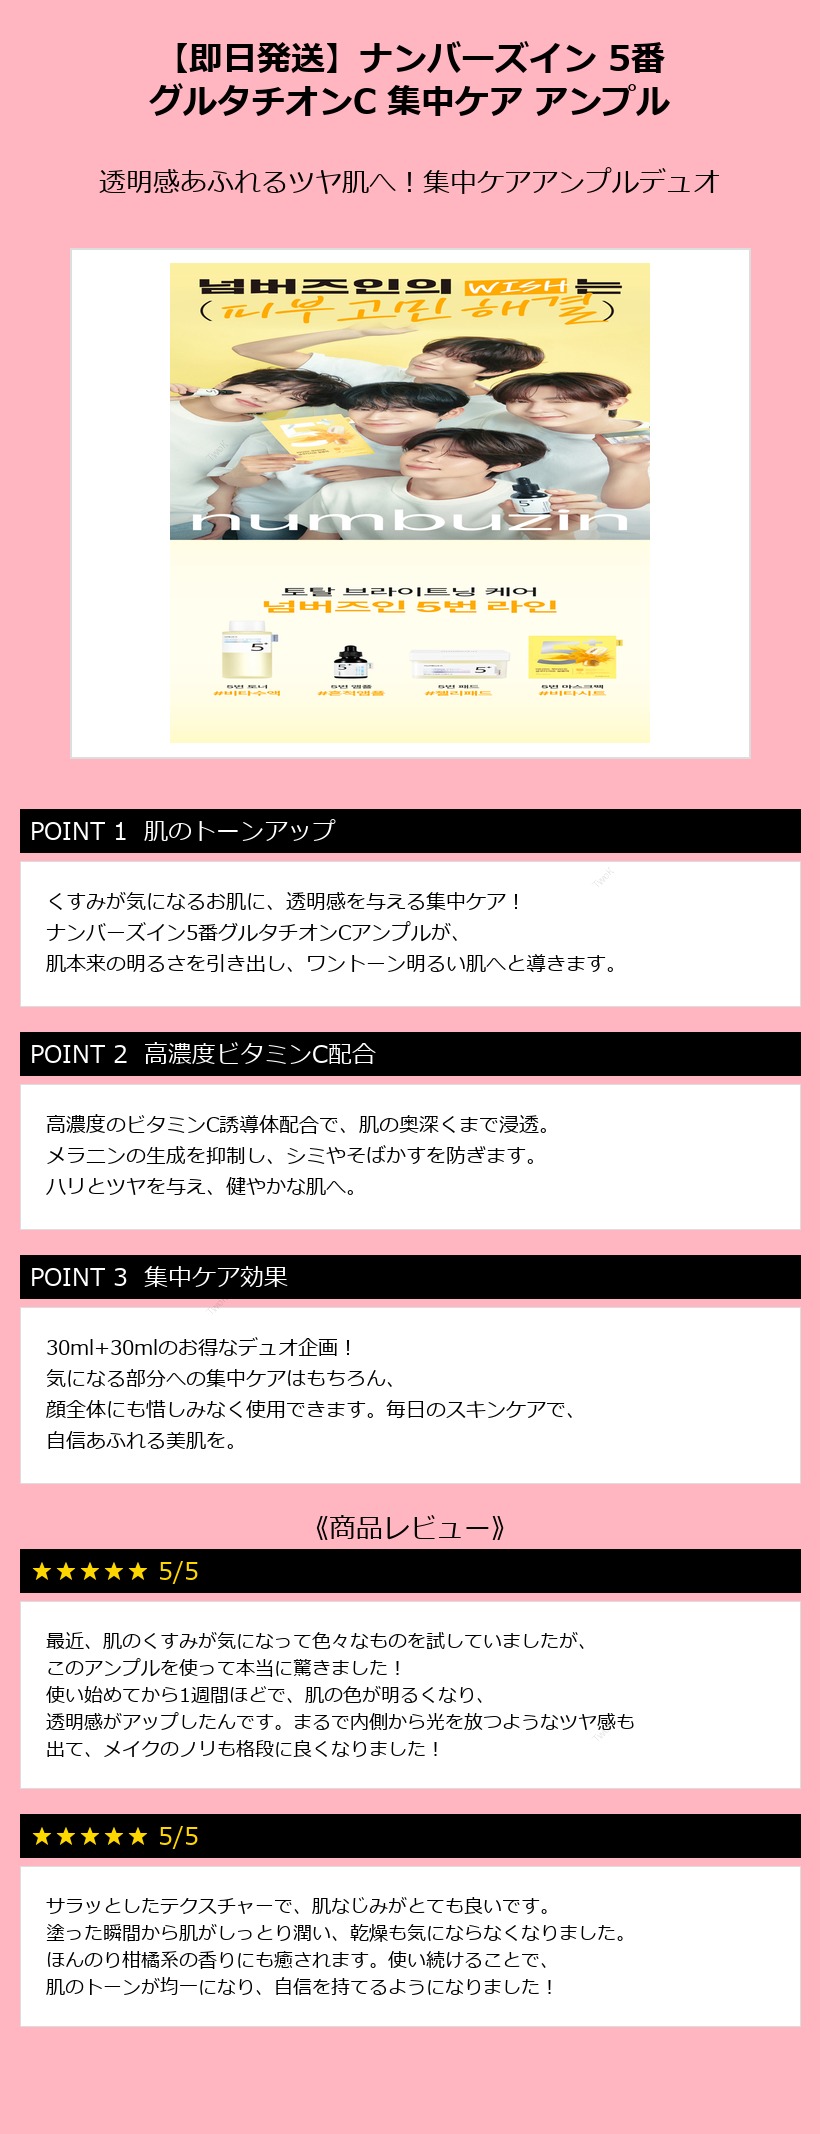 【即日発送】ナンバーズイン 5番
グルタチオンC 集中ケア アンプル
透明感あふれるツヤ肌へ！集中ケアアンプルデュオ
넘버즈인의 WISH는
(피부고민 해결)
numbuzin
토탈 브라이트닝 케어
넘버즈인 5번 라인
5번 토너
#비타수액
5번 앰플
#흔적앰플
5번 패드
#젤리패드
5번 마스크팩
#비타시트
POINT 1 肌のトーンアップ
くすみが気になるお肌に、透明感を与える集中ケア！
ナンバーズイン5番グルタチオンCアンプルが、
肌本来の明るさを引き出し、ワントーン明るい肌へと導きます。
POINT 2 高濃度ビタミンC配合
高濃度のビタミンC誘導体配合で、肌の奥深くまで浸透。
メラニンの生成を抑制し、シミやそばかすを防ぎます。
ハリとツヤを与え、健やかな肌へ。
POINT 3 集中ケア効果
30ml+30mlのお得なデュオ企画！
気になる部分への集中ケアはもちろん、
顔全体にも惜しみなく使用できます。毎日のスキンケアで、
自信あふれる美肌を。
《商品レビュー》
★★★★★ 5/5
最近、肌のくすみが気になって色々なものを試していましたが、
このアンプルを使って本当に驚きました！
使い始めてから1週間ほどで、肌の色が明るくなり、
透明感がアップしたんです。まるで内側から光を放つようなツヤ感も
出て、メイクのノリも格段に良くなりました！
★★★★★ 5/5
サラッとしたテクスチャーで、肌なじみがとても良いです。
塗った瞬間から肌がしっとり潤い、乾燥も気にならなくなりました。
ほんのり柑橘系の香りにも癒されます。使い続けることで、
肌のトーンが均一になり、自信を持てるようになりました！